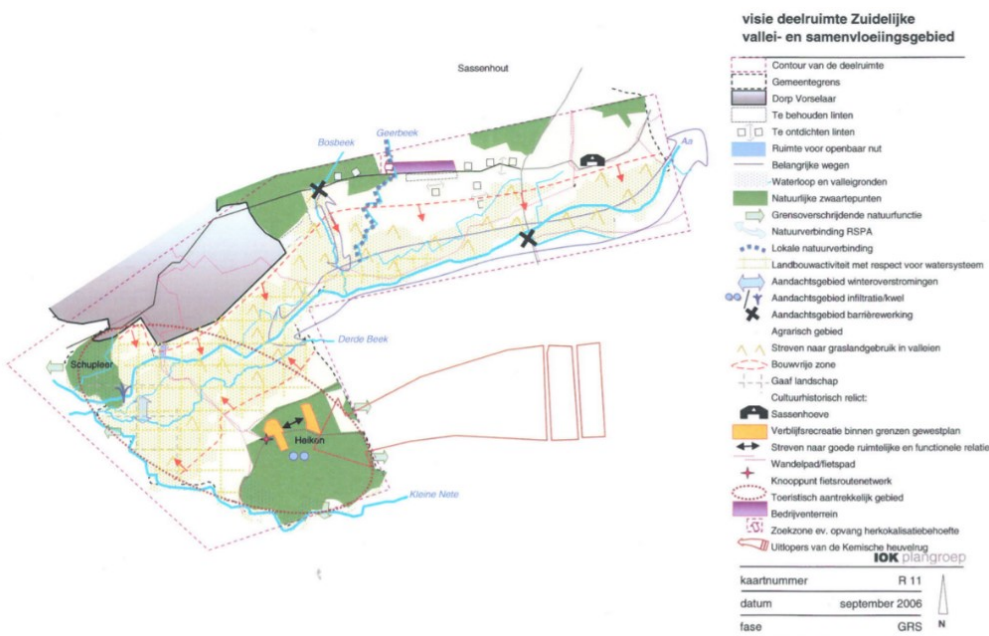 visie deelruimte Zuidelijke
vallei- en samenvloeiingsgebied
Contour van de deelruimte
Gemeentegrens
Dorp Vorselaar
Te behouden linten
Te ontdichten linten
Ruimte voor openbaar nut
Belangrijke wegen
Waterloop en valleigronden
Natuurlijke zwaartepunten
Grensoverschrijdende natuurfunctie
Natuurverbinding RSPA
Lokale natuurverbinding
Landbouwactiviteit met respect voor watersysteem
Aandachtsgebied winteroverstromingen
Aandachtsgebied infiltratie/kwel
Aandachtsgebied barrièrewerking
Agrarisch gebied
Streven naar graslandgebruik in valleien
Bouwvrije zone
Gaaf landschap
Cultuurhistorisch relict:
Sassenhoeve
Verblijfsrecreatie binnen grenzen gewestplan
Streven naar goede ruimtelijke en functionele relatie
Wandelpad/fietspad
Knooppunt fietsroutenetwerk
Toeristisch aantrekkelijk gebied
Bedrijventerrein
Zoekzone ev. opvang herkokalisatiebehoefte
Uitlopers van de Kemische heuvelrug
IOK plangroep
kaartnummer R 11
datum september 2006
fase GRS
N
Sassenhout
Bosbeek
Geerbeek
Aa
Derde Beek
Schupleer
Heiken
Kleine Nete